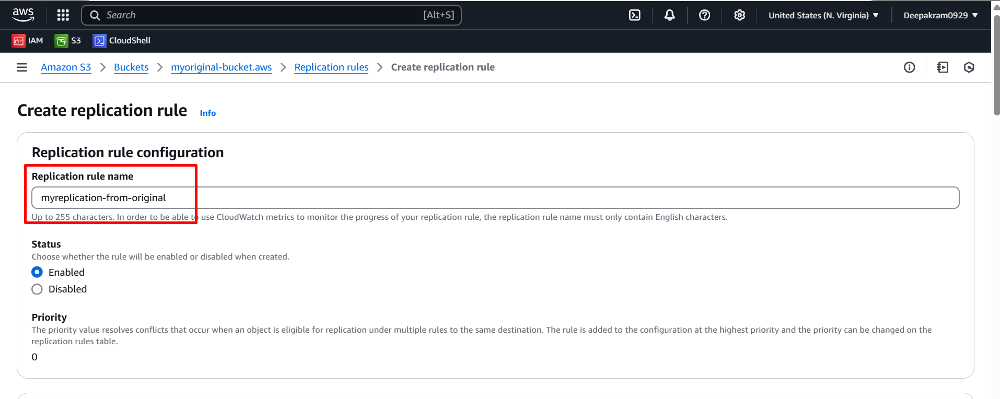 aws
Search [Alt+S] United States (N. Virginia) Deepakram0929
IAM S3 CloudShell
Amazon S3 Buckets myoriginal-bucket.aws Replication rules Create replication rule
Create replication rule Info
Replication rule configuration
Replication rule name
myreplication-from-original
Up to 255 characters. In order to be able to use CloudWatch metrics to monitor the progress of your replication rule, the replication rule name must only contain English characters.
Status
Choose whether the rule will be enabled or disabled when created.
Enabled
Disabled
Priority
The priority value resolves conflicts that occur when an object is eligible for replication under multiple rules to the same destination. The rule is added to the configuration at the highest priority and the priority can be changed on the
replication rules table.
0